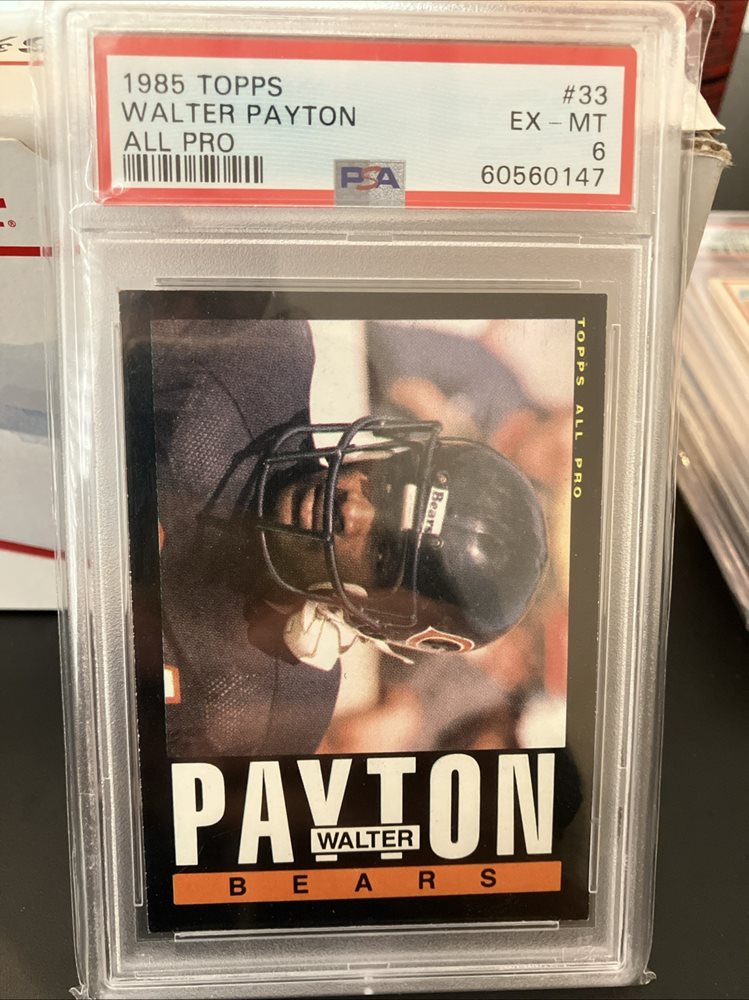 1985 TOPPS
WALTER PAYTON
ALL PRO
#33
EX - MT
6
60560147
PSA
TOPPS ALL PRO
Bears
PAYTON
WALTER
BEARS
®